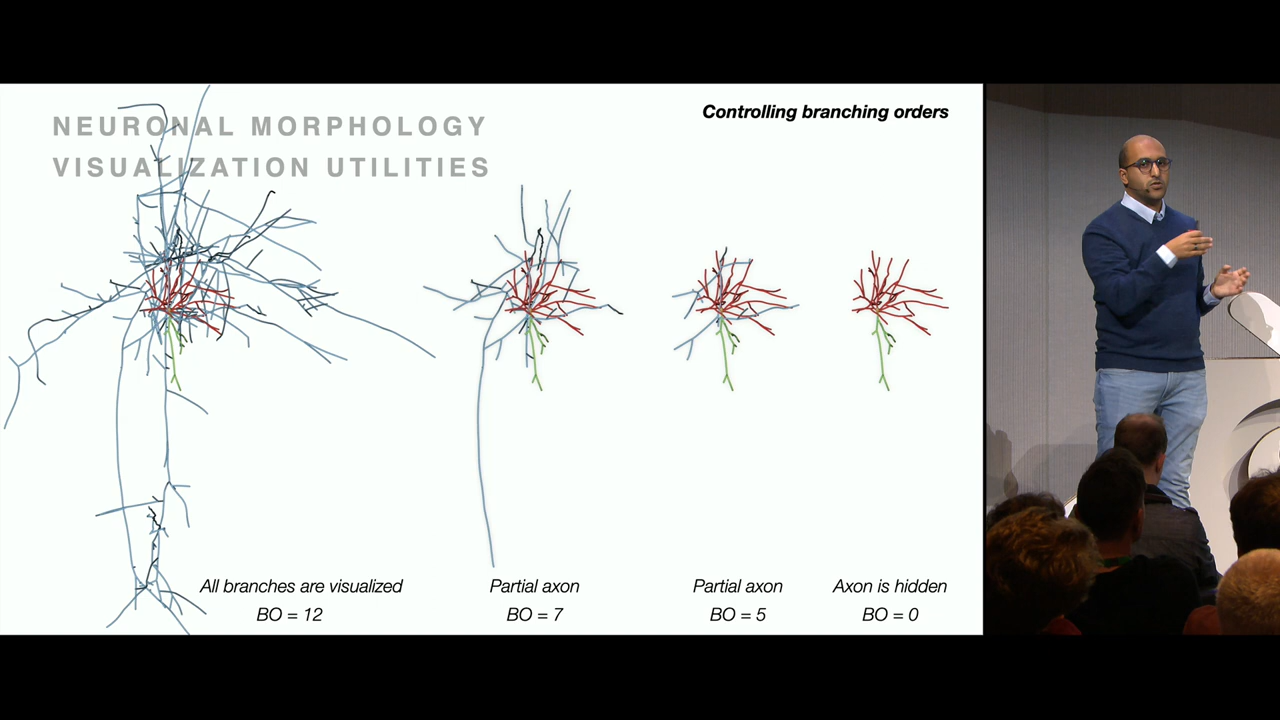 NEURONAL MORPHOLOGY
VISUALIZATION UTILITIES
Controlling branching orders
All branches are visualized
BO = 12
Partial axon
BO = 7
Partial axon
BO = 5
Axon is hidden
BO = 0